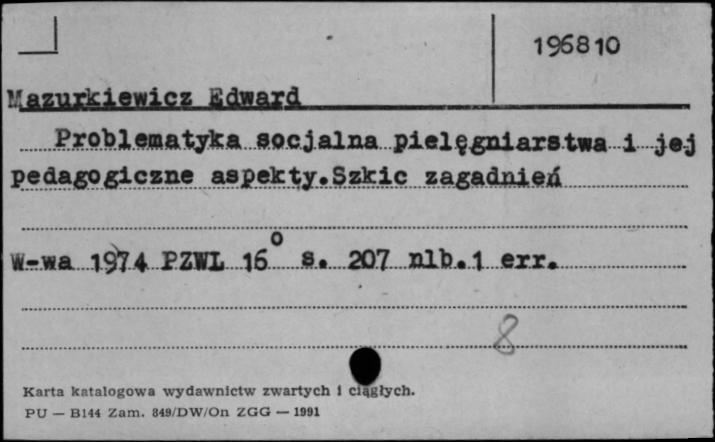 196810
Mazurkiewicz Edward
Problematyka socjalna pielęgniarstwa i jej
pedagogiczne aspekty.Szkic zagadnień
W-wa 1974 PZWL 16° s. 207 nlb.1 err.
8
Karta katalogowa wydawnictw zwartych i ciągłych.
PU — B144 Zam. 849/DW/On ZGG — 1991